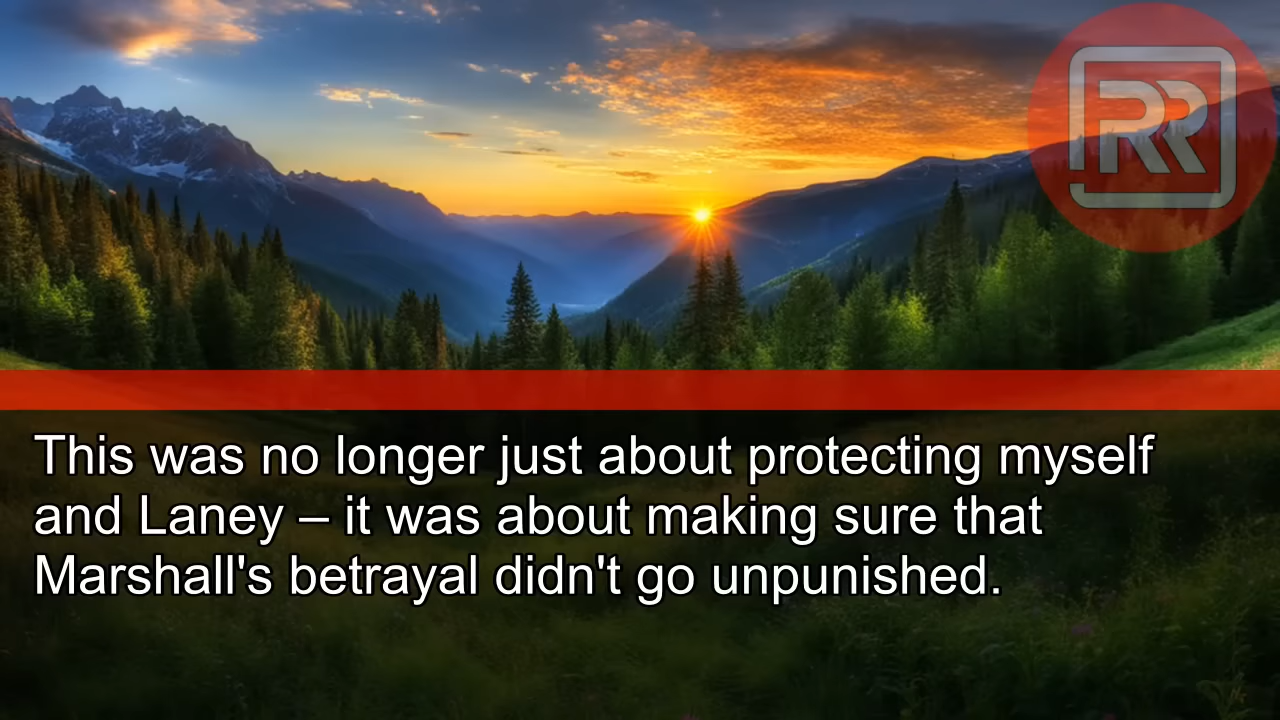 RR
This was no longer just about protecting myself
and Laney – it was about making sure that
Marshall's betrayal didn't go unpunished.